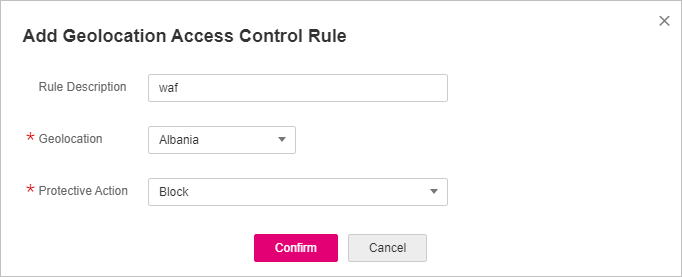 Add Geolocation Access Control Rule
Rule Description waf
* Geolocation Albania
* Protective Action Block
Confirm Cancel